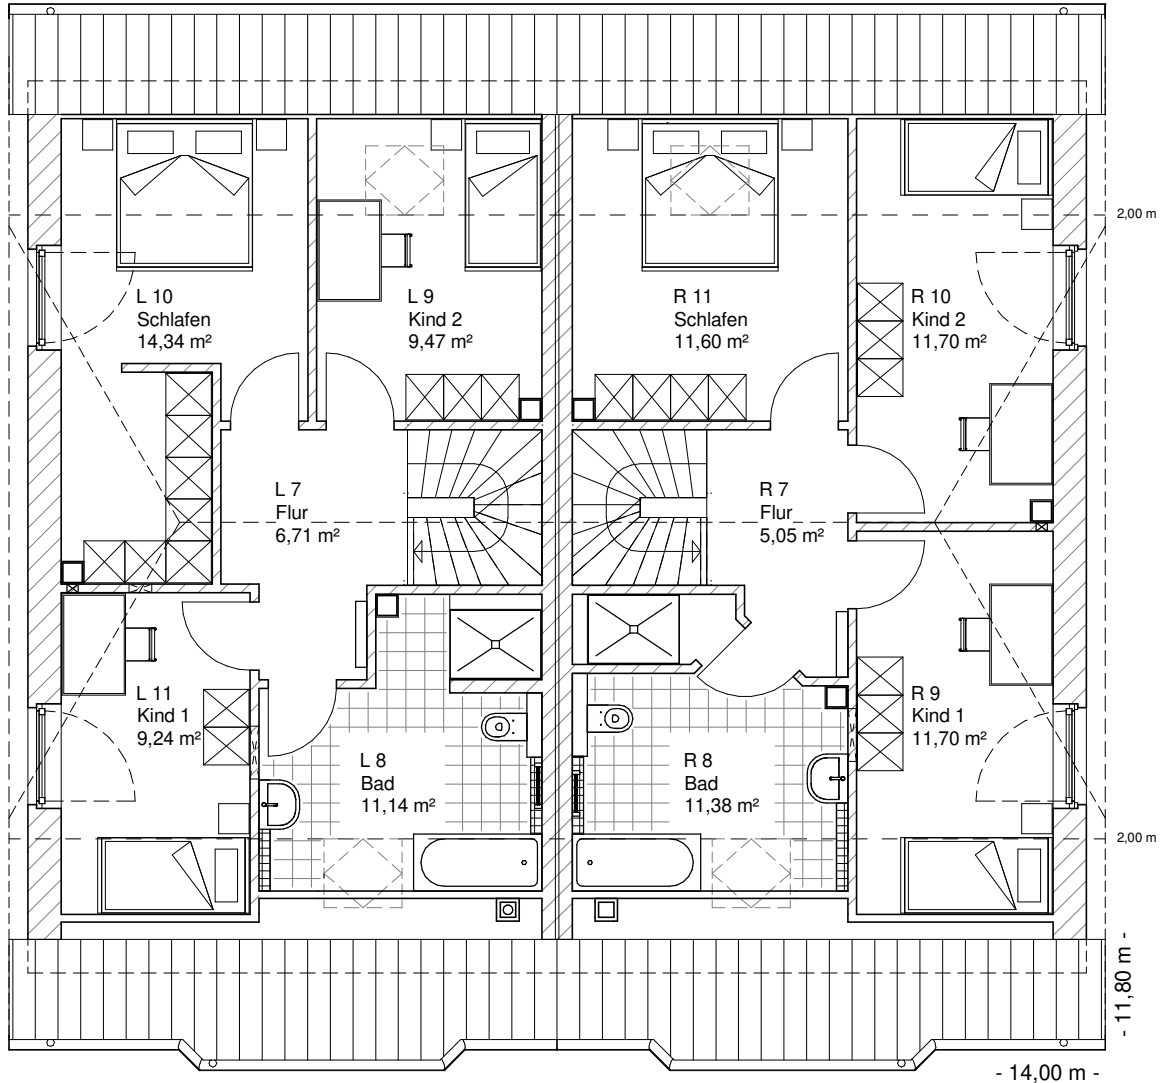 2,00 m
L 10
Schlafen
14,34 m²
L 9
Kind 2
9,47 m²
R 11
Schlafen
11,60 m²
R 10
Kind 2
11,70 m²
L 7
Flur
6,71 m²
R 7
Flur
5,05 m²
L 11
Kind 1
9,24 m²
L 8
Bad
11,14 m²
R 8
Bad
11,38 m²
R 9
Kind 1
11,70 m²
2,00 m
- 11,80 m -
- 14,00 m -